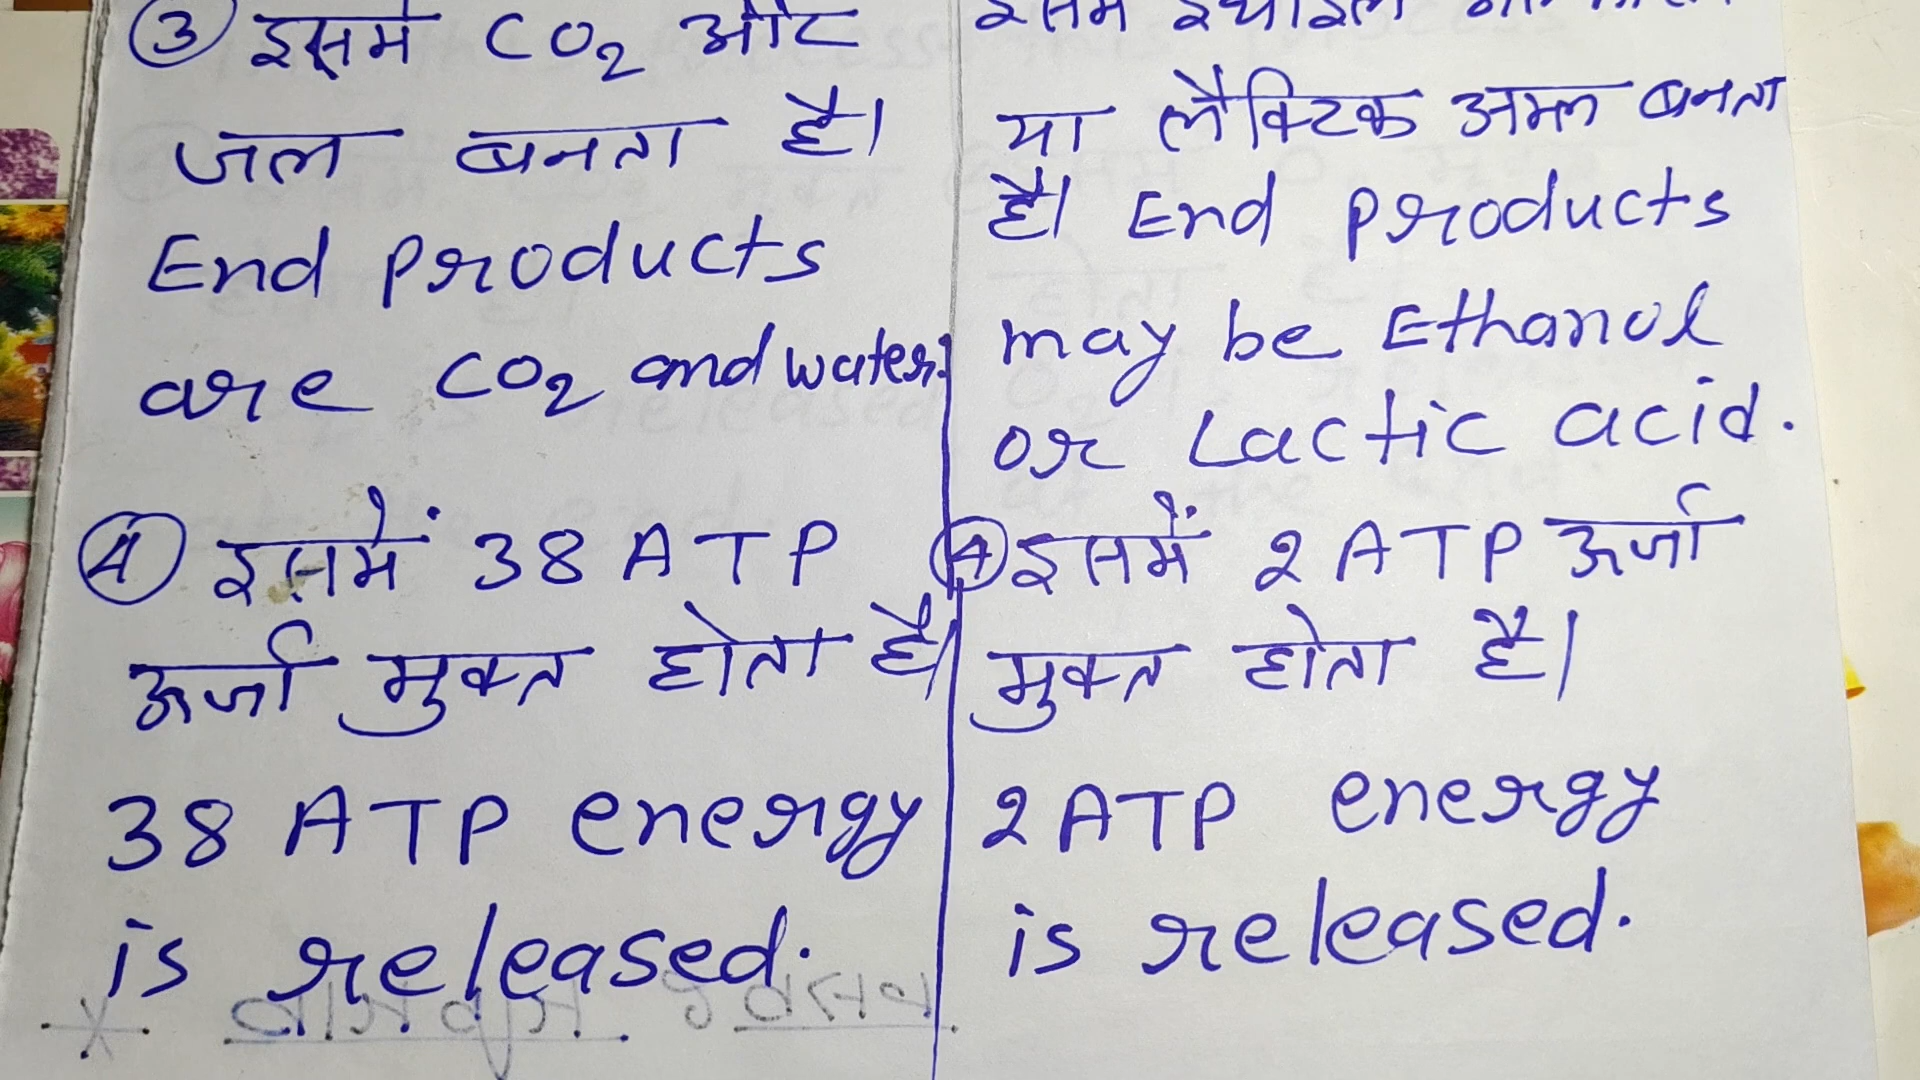 ③ इसमें CO2 और
जल बनता है।
End Products
are CO2 and water.
④ इसमें 38 ATP
ऊर्जा मुक्त होता है।
38 ATP energy
is released.
इसमें
या लैक्टिक अम्ल बनता
है। End Products
may be Ethanol
or Lactic acid.
④ इसमें 2 ATP ऊर्जा
मुक्त होता है।
2 ATP energy
is released.